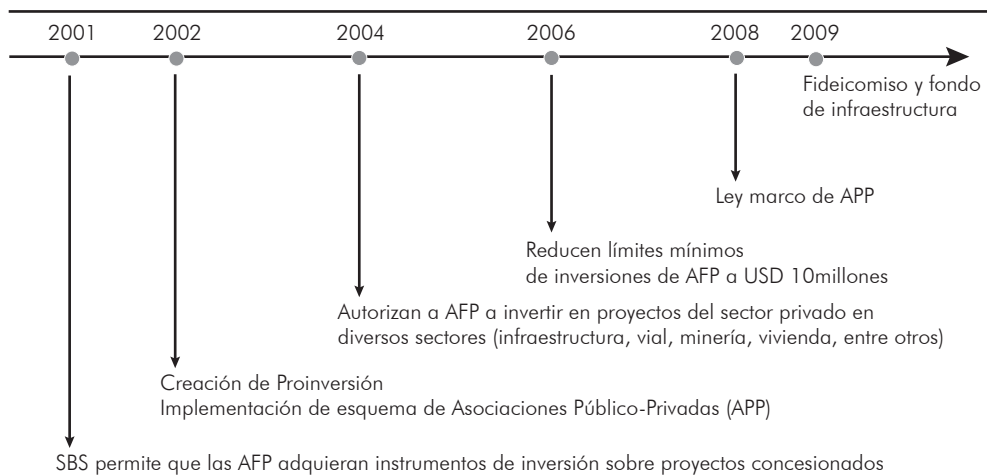 2001 2002 2004 2006 2008 2009
Fideicomiso y fondo
de infraestructura
Ley marco de APP
Reducen límites mínimos
de inversiones de AFP a USD 10millones
Autorizan a AFP a invertir en proyectos del sector privado en
diversos sectores (infraestructura, vial, minería, vivienda, entre otros)
Creación de Proinversión
Implementación de esquema de Asociaciones Público-Privadas (APP)
SBS permite que las AFP adquieran instrumentos de inversión sobre proyectos concesionados